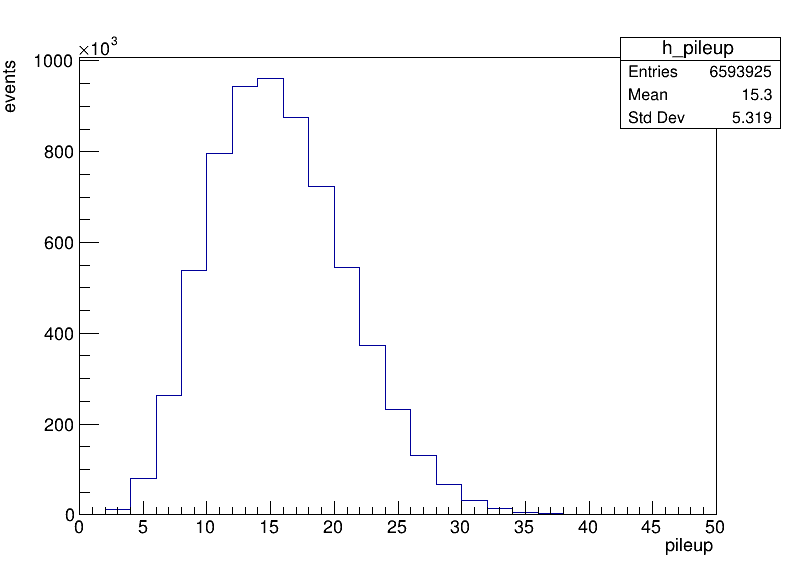 ×10³
events
h_pileup
Entries 6593925
Mean 15.3
Std Dev 5.319
1000
800
600
400
200
0
0 5 10 15 20 25 30 35 40 45 50
pileup